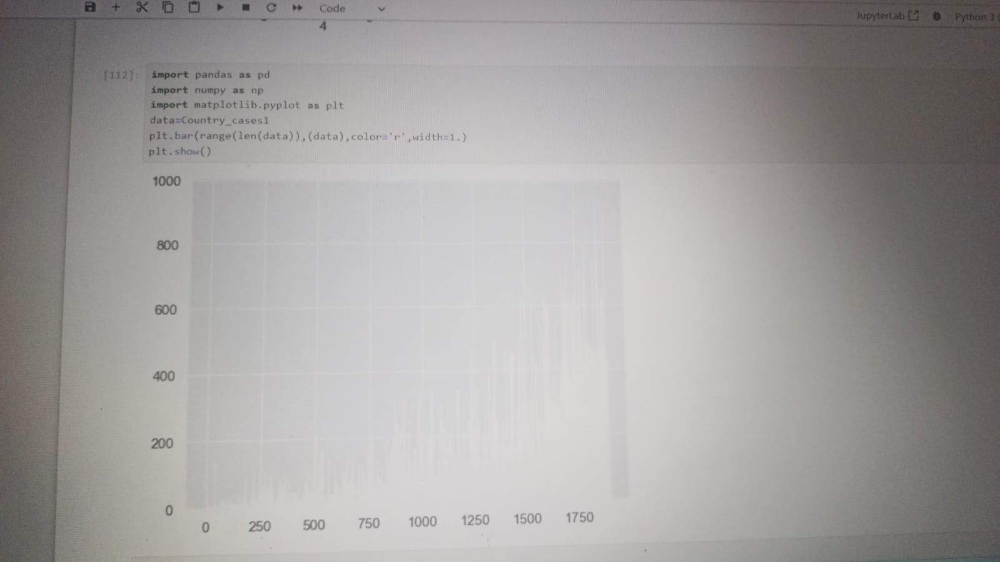 Code
JupyterLab
Python 3
4
[112]:
import pandas as pd
import numpy as np
import matplotlib.pyplot as plt
data=Country_cases1
plt.bar(range(len(data)),(data),color='r',width=1.)
plt.show()
1000
800
600
400
200
0
0 250 500 750 1000 1250 1500 1750